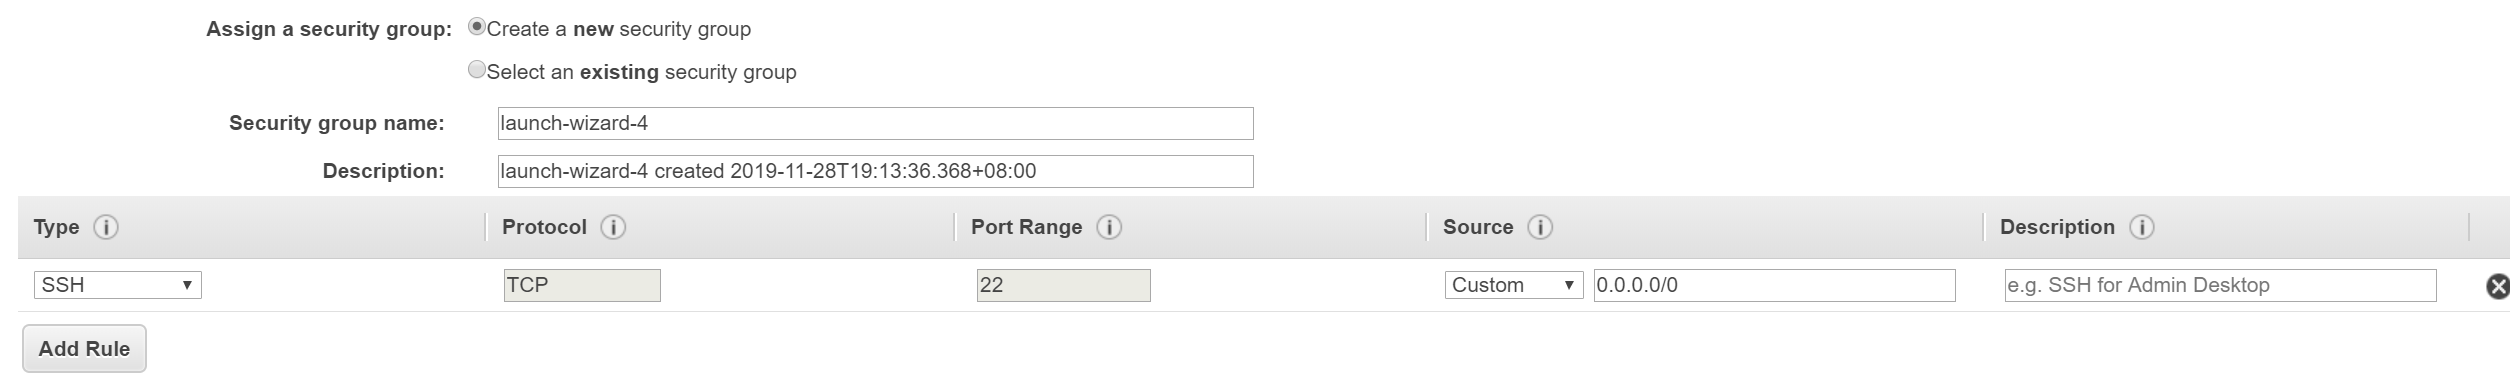 Assign a security group: Create a new security group
Select an existing security group
Security group name: launch-wizard-4
Description: launch-wizard-4 created 2019-11-28T19:13:36.368+08:00
Type Protocol Port Range Source Description
SSH TCP 22 Custom 0.0.0.0/0 e.g. SSH for Admin Desktop
Add Rule